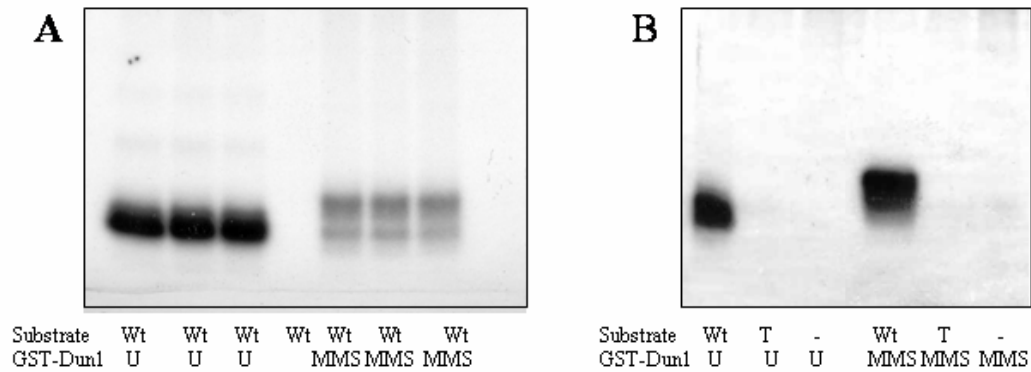 A
B
Substrate Wt Wt Wt Wt Wt Wt Wt
GST-Dun1 U U U MMS MMS MMS
Substrate Wt T - Wt T -
GST-Dun1 U U U MMS MMS MMS